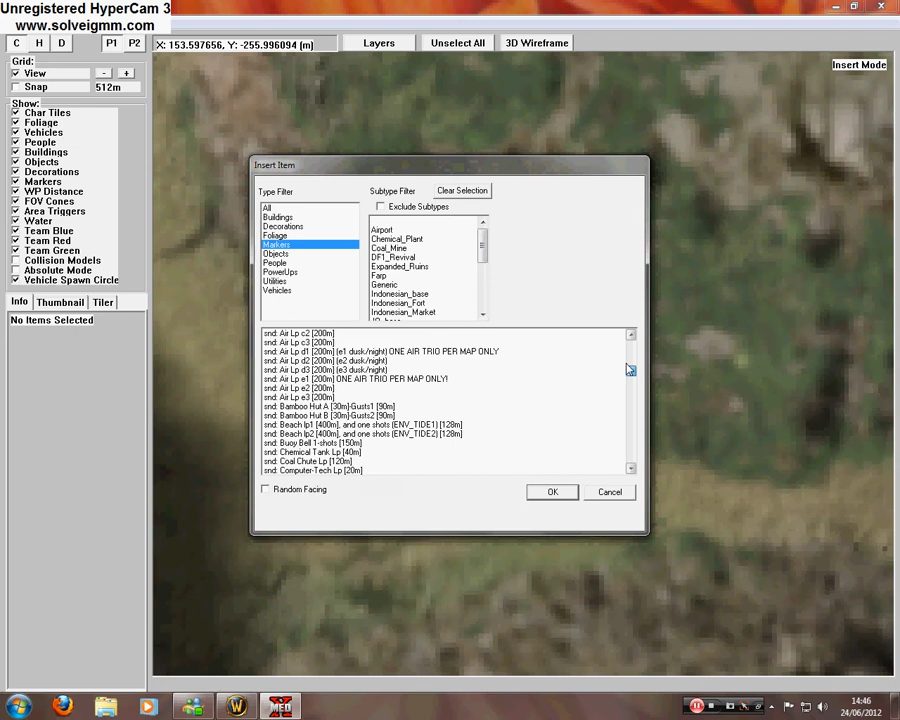 Unregistered HyperCam 3
www.solveigmm.com
C H D P1 P2 X: 153.597656, Y: -255.996094 (m) Layers Unselect All 3D Wireframe
Grid:
View - +
Snap 512m
Insert Mode
Show:
Char Tiles
Foliage
Vehicles
People
Buildings
Objects
Decorations
Markers
WP Distance
FOV Cones
Area Triggers
Water
Team Blue
Team Red
Team Green
Collision Models
Absolute Mode
Vehicle Spawn Circle
Info Thumbnail Tiler
No Items Selected
Insert Item
Type Filter
All
Buildings
Decorations
Foliage
Markers
Objects
People
PowerUps
Utilities
Vehicles
Subtype Filter Clear Selection
Exclude Subtypes
Airport
Chemical_Plant
Coal_Mine
DF1_Revival
Expanded_Ruins
Farp
Generic
Indonesian_base
Indonesian_Fort
Indonesian_Market
snd: Air Lp c2 [200m]
snd: Air Lp c3 [200m]
snd: Air Lp d1 [200m] (e1 dusk/night) ONE AIR TRIO PER MAP ONLY
snd: Air Lp d2 [200m] (e2 dusk/night)
snd: Air Lp d3 [200m] (e3 dusk/night)
snd: Air Lp e1 [200m] ONE AIR TRIO PER MAP ONLY!
snd: Air Lp e2 [200m]
snd: Air Lp e3 [200m]
snd: Bamboo Hut A [30m]-Gusts1 [90m]
snd: Bamboo Hut B [30m]-Gusts2 [90m]
snd: Beach lp1 [400m], and one shots (ENV_TIDE1) [128m]
snd: Beach lp2 [400m], and one shots (ENV_TIDE2) [128m]
snd: Buoy Bell 1-shots [150m]
snd: Chemical Tank Lp [40m]
snd: Coal Chute Lp [120m]
snd: Computer-Tech Lp [20m]
Random Facing
OK Cancel
MED
14:46
24/06/2012